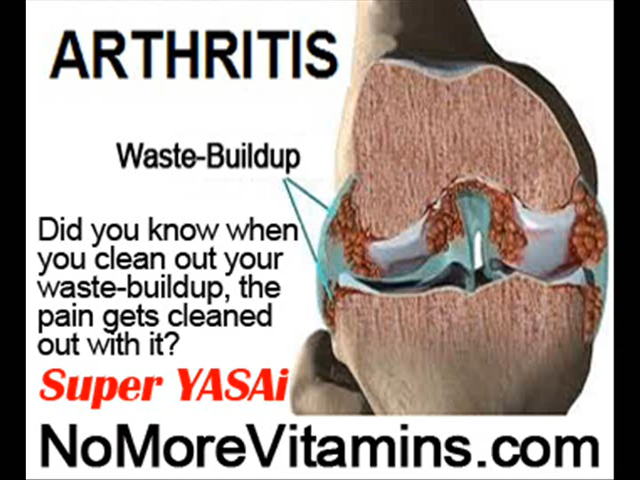 ARTHRITIS
Waste-Buildup
Did you know when
you clean out your
waste-buildup, the
pain gets cleaned
out with it?
Super YASAi
NoMoreVitamins.com